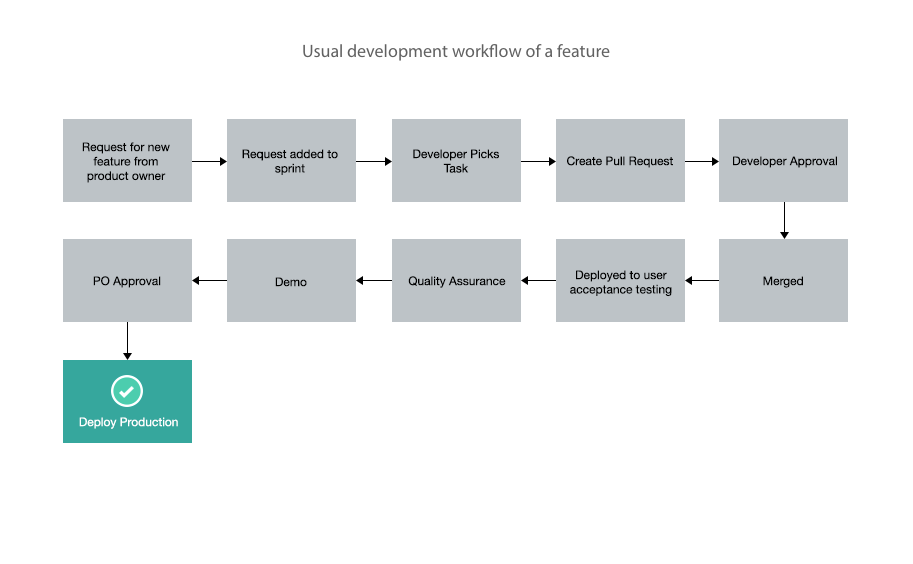 Usual development workflow of a feature
Request for new
feature from
product owner
Request added to
sprint
Developer Picks
Task
Create Pull Request
Developer Approval
PO Approval
Demo
Quality Assurance
Deployed to user
acceptance testing
Merged
Deploy Production